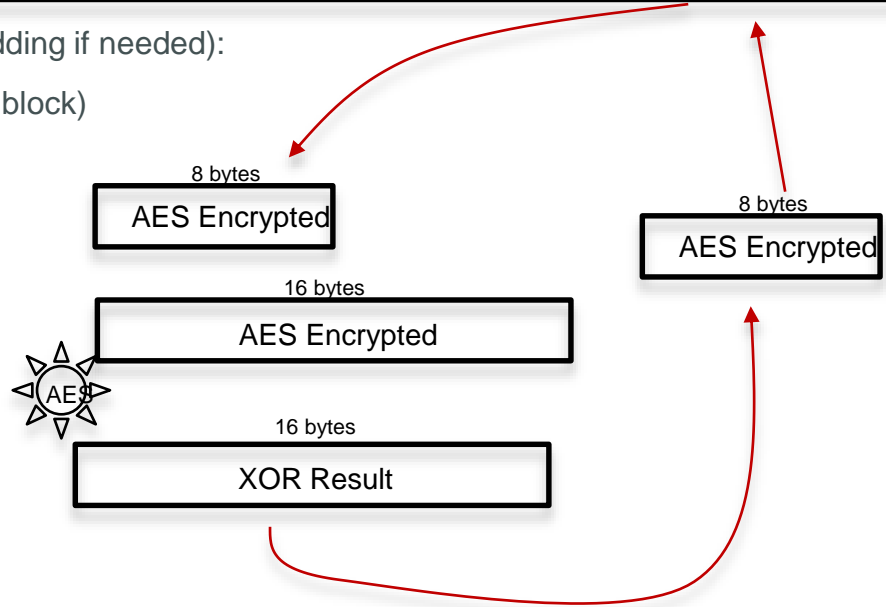 dding if needed):
block)
8 bytes
AES Encrypted
8 bytes
AES Encrypted
16 bytes
AES Encrypted
AES
16 bytes
XOR Result